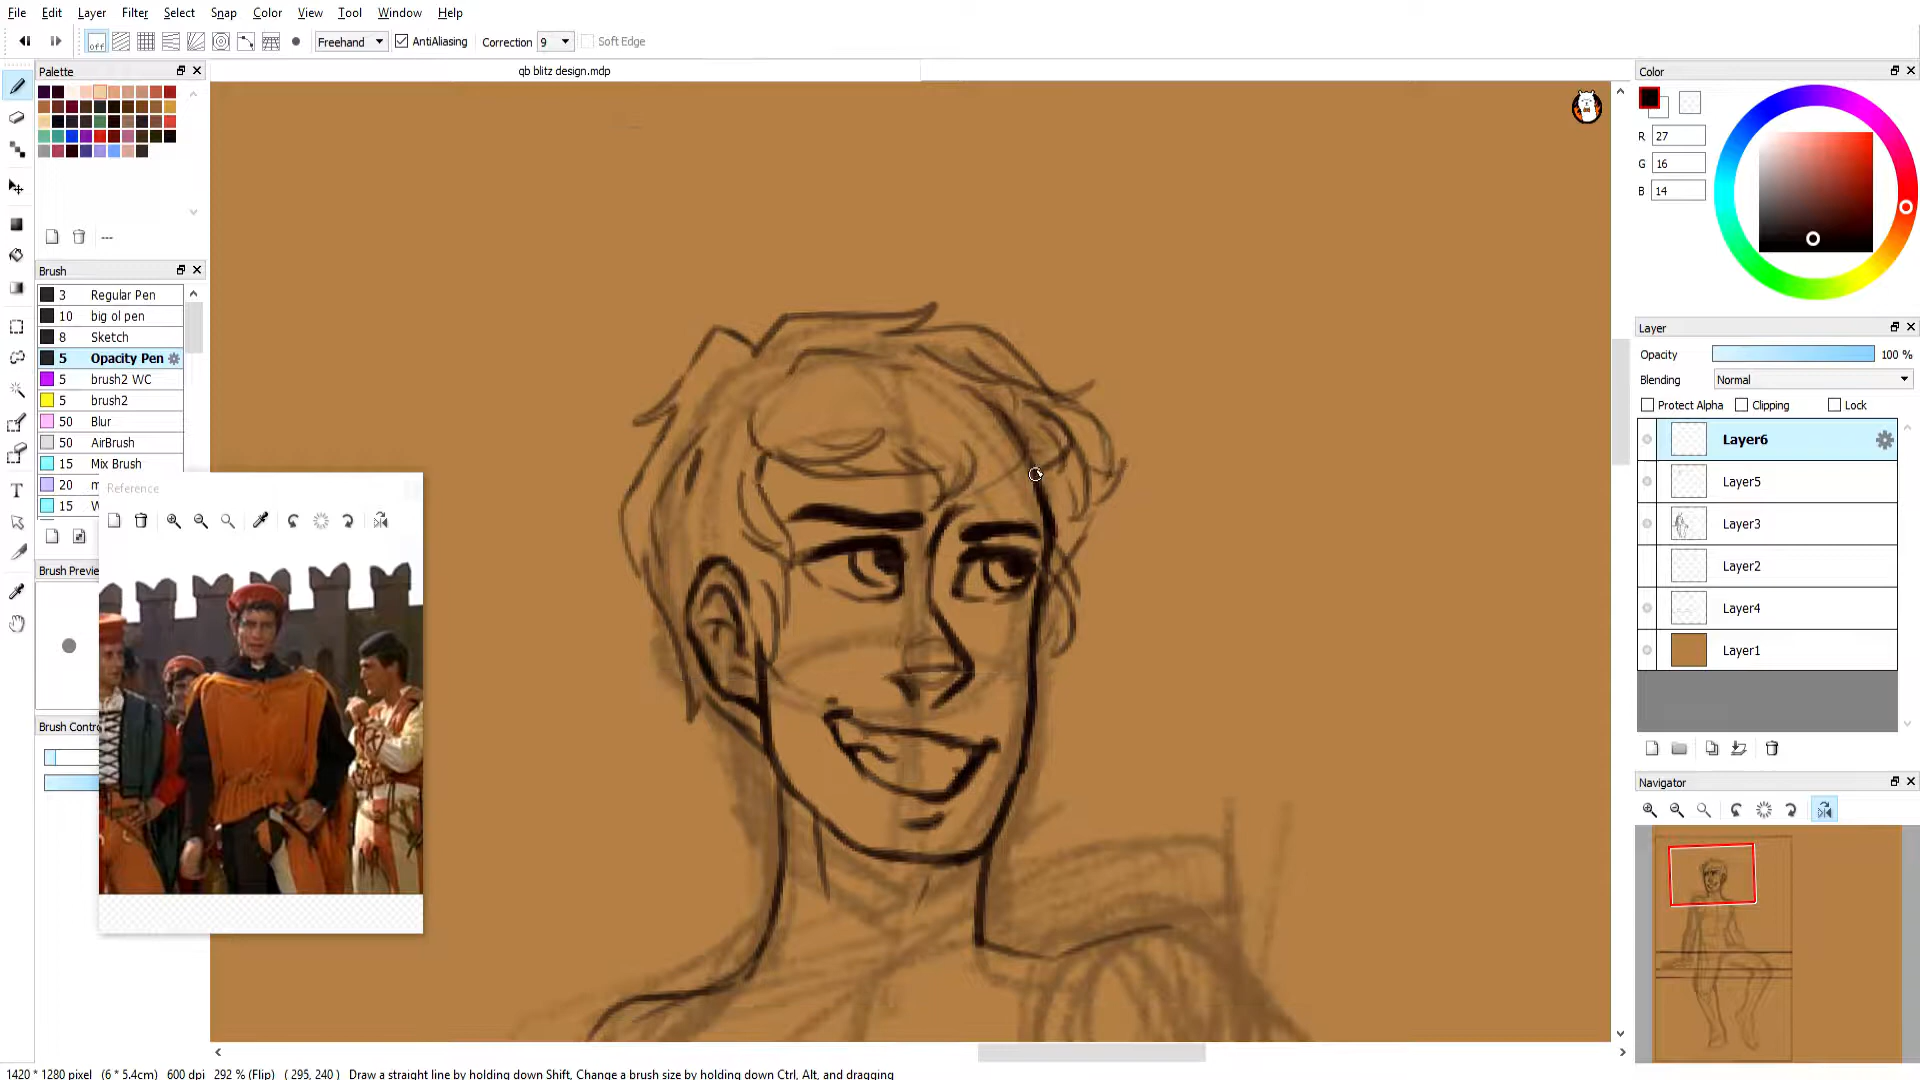 File Edit Layer Filter Select Snap Color View Tool Window Help
off Freehand AntiAliasing Correction 9 Soft Edge
Palette
qb blitz design.mdp
Color
R 27
G 16
B 14
---
Brush
3 Regular Pen
10 big ol pen
8 Sketch
5 Opacity Pen
5 brush2 WC
5 brush2
50 Blur
50 AirBrush
15 Mix Brush
20 m
15 W
Reference
Brush Previe
Brush Contro
Layer
Opacity 100 %
Blending Normal
Protect Alpha Clipping Lock
Layer6
Layer5
Layer3
Layer2
Layer4
Layer1
Navigator
1420 * 1280 pixel (6 * 5.4cm) 600 dpi 292 % (Flip) ( 295, 240 ) Draw a straight line by holding down Shift, Change a brush size by holding down Ctrl, Alt, and dragging